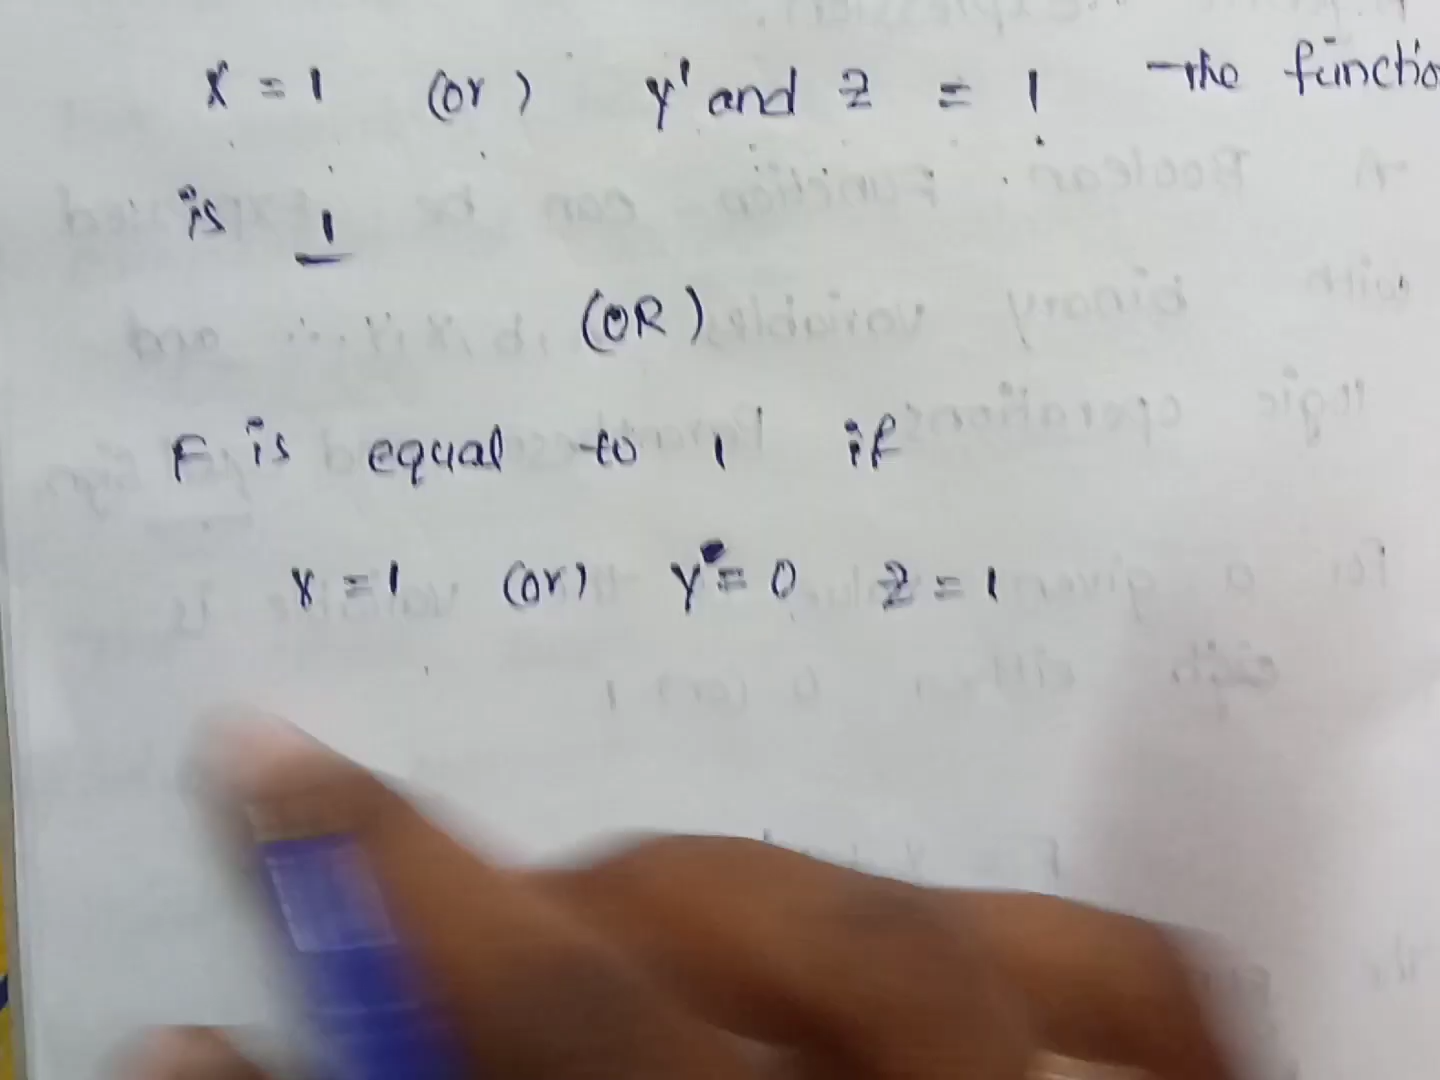 x = 1 (or) y' and z = 1 the functio
is 1
(OR)
F is equal to 1 if
x = 1 (or) y = 0 z = 1